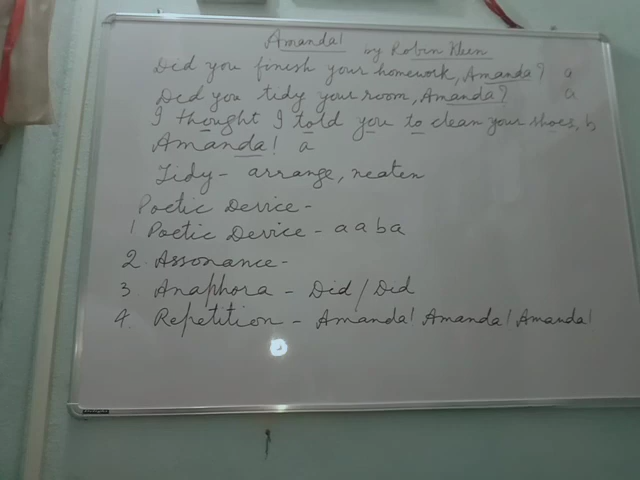 Amanda! by Robin Klein
Did you finish your homework, Amanda? a
Did you tidy your room, Amanda? a
I thought I told you to clean your shoes, b
Amanda! a
Tidy - arrange, neaten
Poetic Device -
1 Poetic Device - a a b a
2. Assonance -
3 Anaphora - Did / Did
4 Repetition - Amanda! Amanda! Amanda!